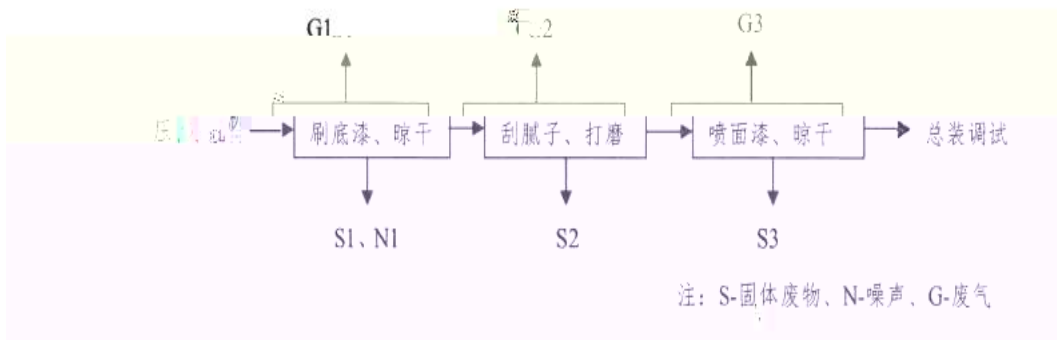 G1
G3
刷底漆、晾干
刮腻子、打磨
喷面漆、晾干
总装调试
S1、N1
S2
S3
注：S-固体废物、N-噪声、G-废气